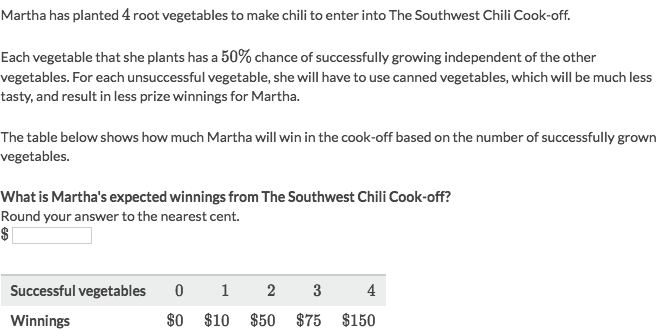 Martha has planted 4 root vegetables to make chili to enter into The Southwest Chili Cook-off.
Each vegetable that she plants has a 50% chance of successfully growing independent of the other
vegetables. For each unsuccessful vegetable, she will have to use canned vegetables, which will be much less
tasty, and result in less prize winnings for Martha.
The table below shows how much Martha will win in the cook-off based on the number of successfully grown
vegetables.
What is Martha's expected winnings from The Southwest Chili Cook-off?
Round your answer to the nearest cent.
$
Successful vegetables 0 1 2 3 4
Winnings $0 $10 $50 $75 $150